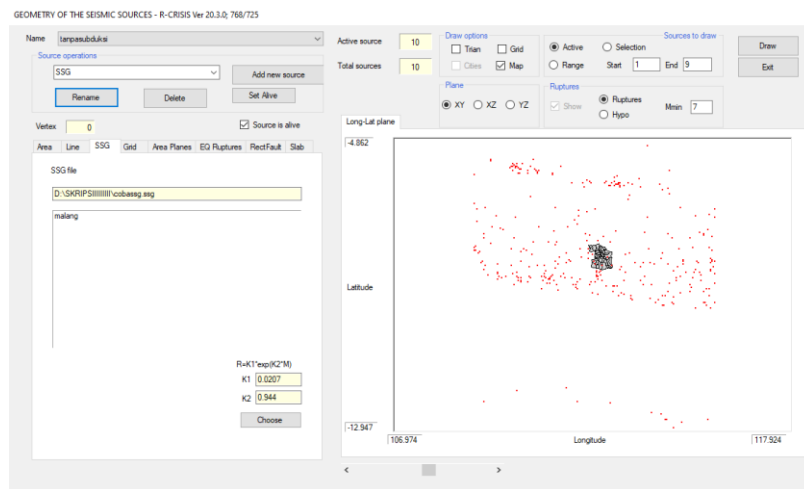 GEOMETRY OF THE SEISMIC SOURCES - R-CRISIS Ver 20.3.0; 768/725
Name tanpasubduksi
Source operations
SSG
Add new source
Rename Delete Set Alive
Vertex 0 Source is alive
Area Line SSG Grid Area Planes EQ Ruptures RectFault Slab
SSG file
D:\SKRIPSIIIIIIIII\cobassg.ssg
malang
R=K1*exp(K2*M)
K1 0.0207
K2 0.944
Choose
Active source 10
Total sources 10
Draw options
Trian Grid
Cities Map
Sources to draw
Active Selection
Range Start 1 End 9
Draw
Exit
Plane
XY XZ YZ
Ruptures
Show Ruptures Mmin 7
Hypo
Long-Lat plane
-4.862
Latitude
-12.947
106.974 Longitude 117.924